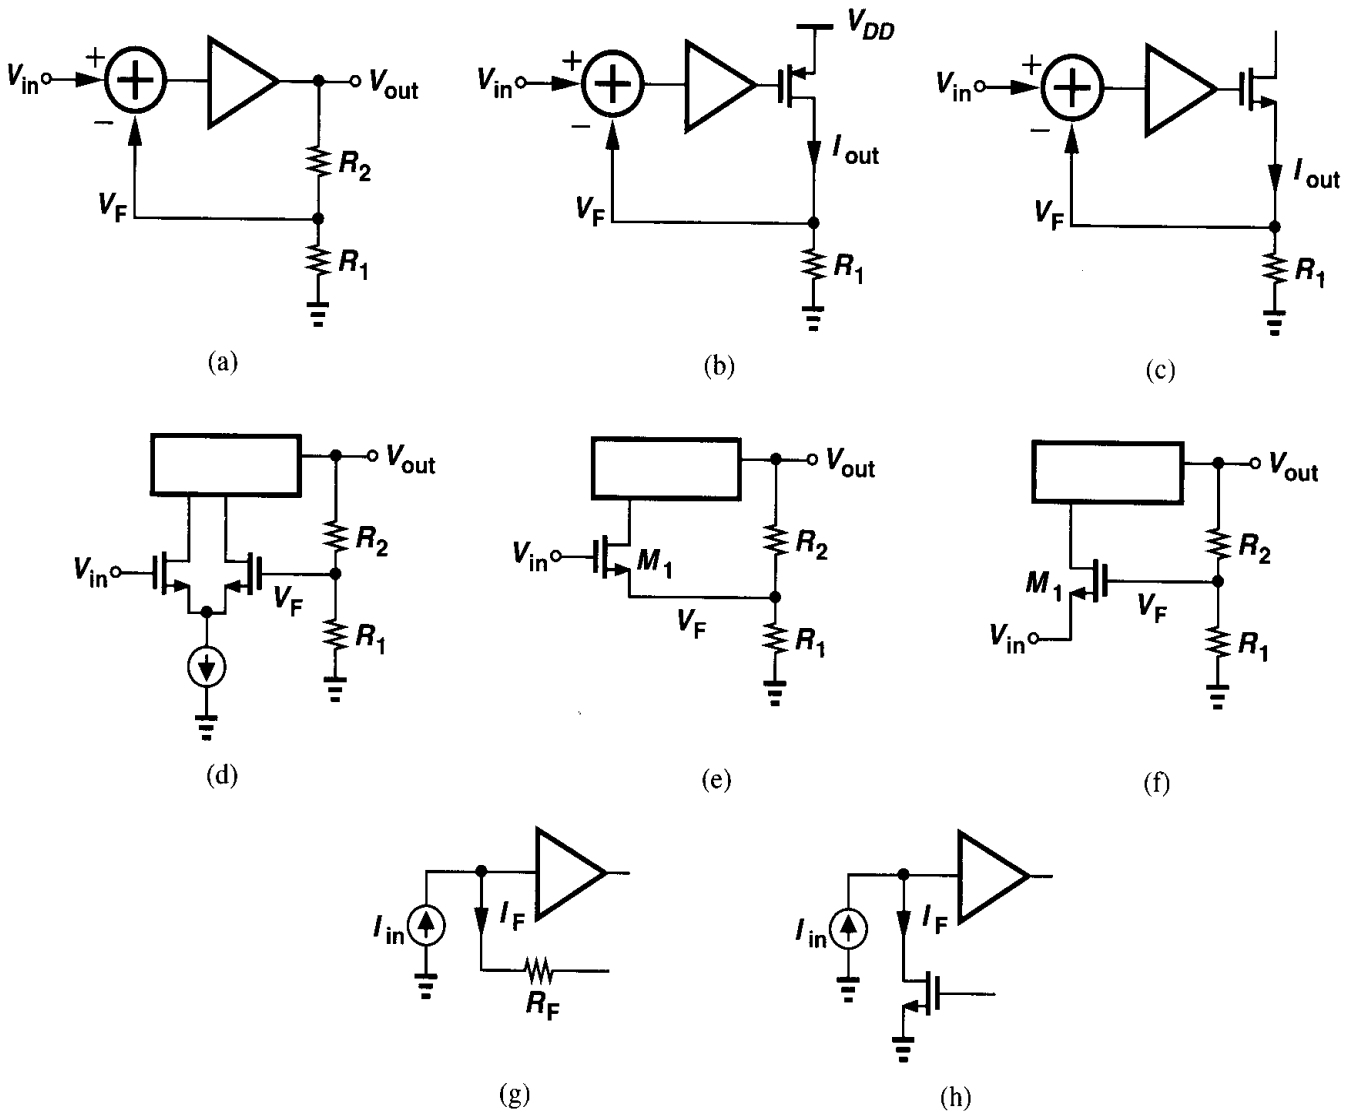 V_in + − V_F V_out R_2 R_1
(a)
V_in + − V_F V_DD I_out R_1
(b)
V_in + − V_F I_out R_1
(c)
V_in V_F V_out R_2 R_1
(d)
V_in M_1 V_F V_out R_2 R_1
(e)
V_in M_1 V_F V_out R_2 R_1
(f)
I_in I_F R_F
(g)
I_in I_F
(h)